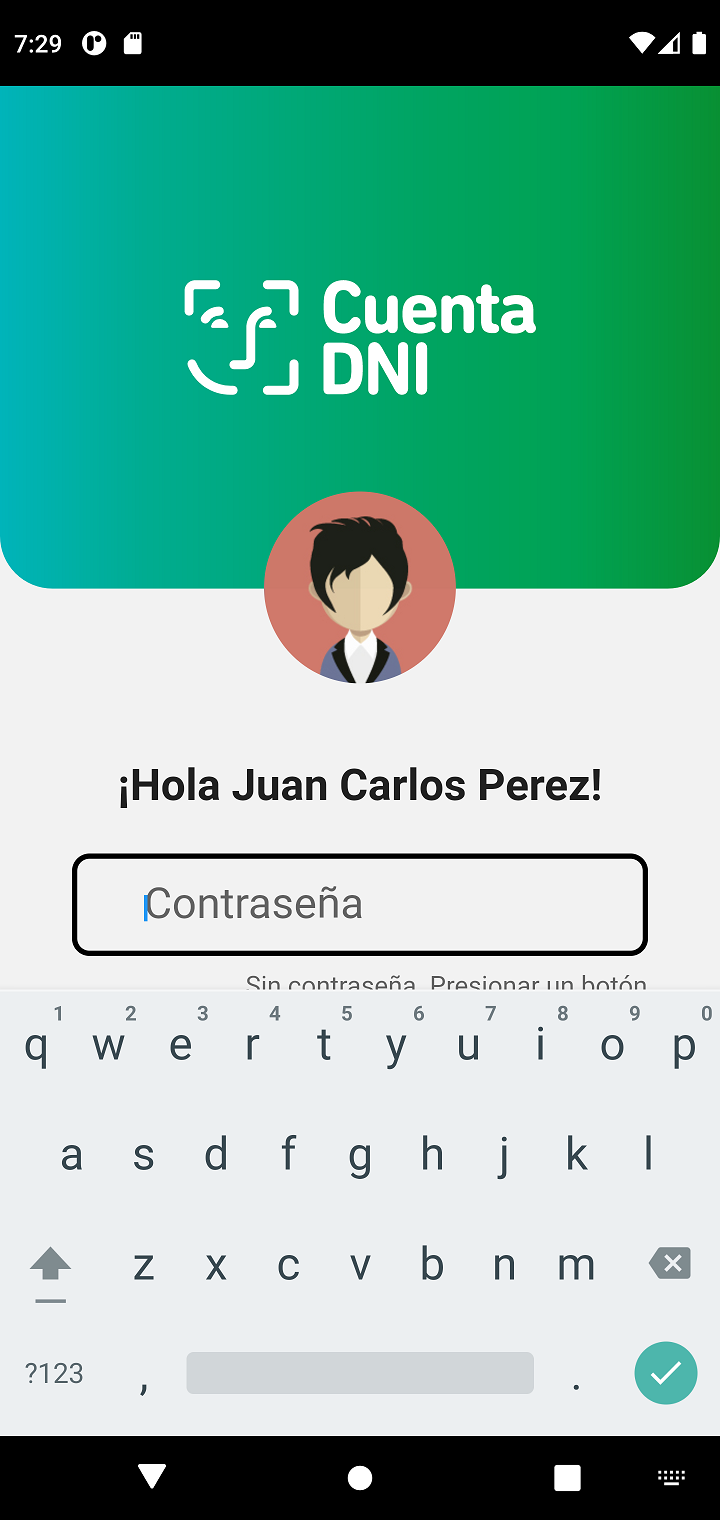 7:29
Cuenta
DNI
¡Hola Juan Carlos Perez!
Contraseña
Sin contraseña. Presionar un botón
1 2 3 4 5 6 7 8 9 0
q w e r t y u i o p
a s d f g h j k l
z x c v b n m
?123 , .